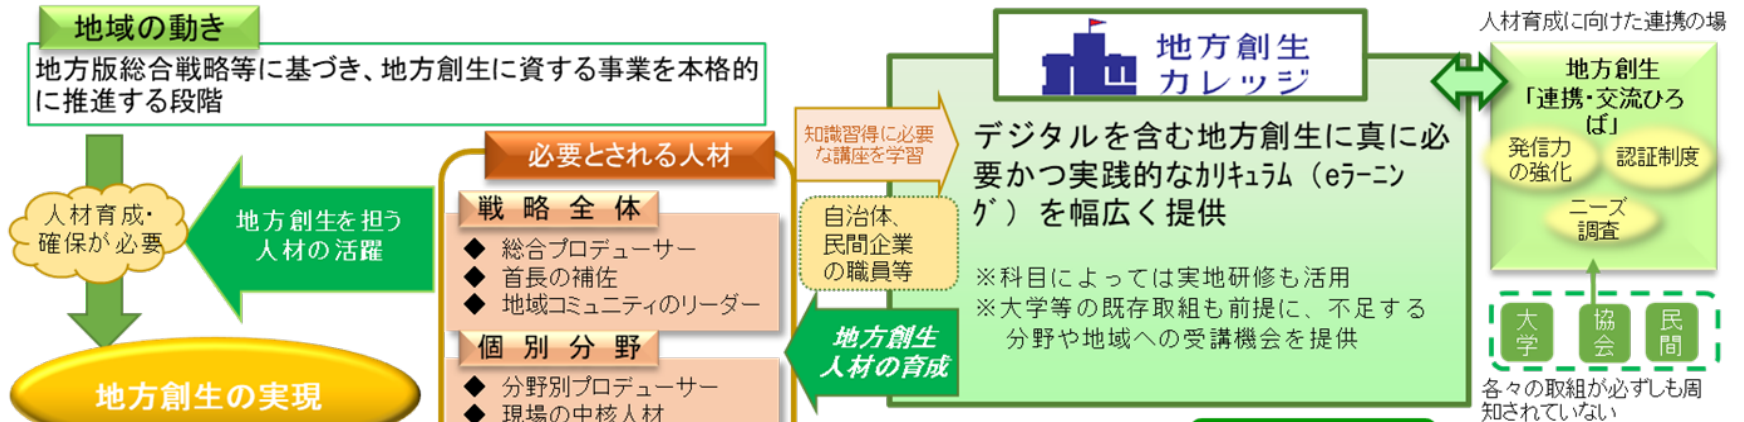 地域の動き
地方版総合戦略等に基づき、地方創生に資する事業を本格的
に推進する段階
人材育成・
確保が必要
地方創生を担う
人材の活躍
地方創生の実現
必要とされる人材
戦略全体
◆ 総合プロデューサー
◆ 首長の補佐
◆ 地域コミュニティのリーダー
個別分野
◆ 分野別プロデューサー
◆ 現場の中核人材
知識習得に必要
な講座を学習
自治体、
民間企業
の職員等
地方創生
人材の育成
地方創生
カレッジ
デジタルを含む地方創生に真に必
要かつ実践的なｶﾘｷｭﾗﾑ（eﾗｰﾆﾝ
ｸﾞ）を幅広く提供
※科目によっては実地研修も活用
※大学等の既存取組も前提に、不足する
分野や地域への受講機会を提供
人材育成に向けた連携の場
地方創生
「連携・交流ひろ
ば」
発信力
の強化
認証制度
ニーズ
調査
大学
協会
民間
各々の取組が必ずしも周
知されていない